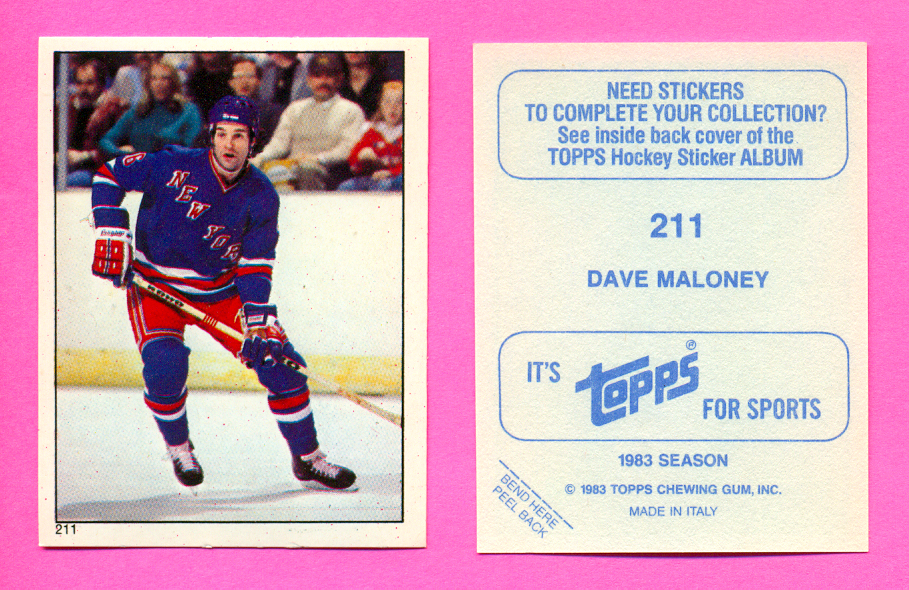 NEW
YOR
211
NEED STICKERS
TO COMPLETE YOUR COLLECTION?
See inside back cover of the
TOPPS Hockey Sticker ALBUM
211
DAVE MALONEY
IT'S
topps®
FOR SPORTS
1983 SEASON
© 1983 TOPPS CHEWING GUM, INC.
MADE IN ITALY
BEND HERE
PEEL BACK